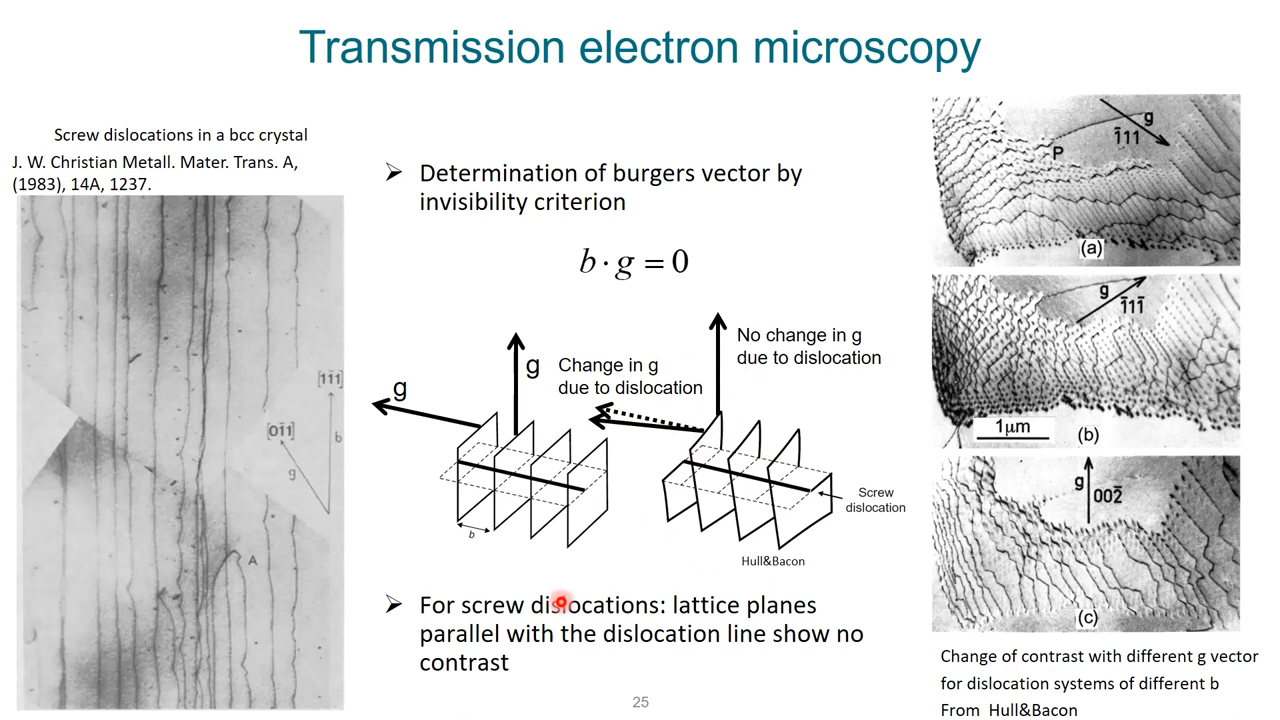 Transmission electron microscopy
Screw dislocations in a bcc crystal
J. W. Christian Metall. Mater. Trans. A,
(1983), 14A, 1237.
[1̄1̄1]
b
[01̄1]
g
A
➢ Determination of burgers vector by
invisibility criterion
b · g = 0
g
g
Change in g
due to dislocation
No change in g
due to dislocation
b
Screw
dislocation
Hull&Bacon
➢ For screw dislocations: lattice planes
parallel with the dislocation line show no
contrast
g
1̄11
P
(a)
g
1̄11̄
1μm
(b)
g
002̄
(c)
Change of contrast with different g vector
for dislocation systems of different b
From Hull&Bacon
25